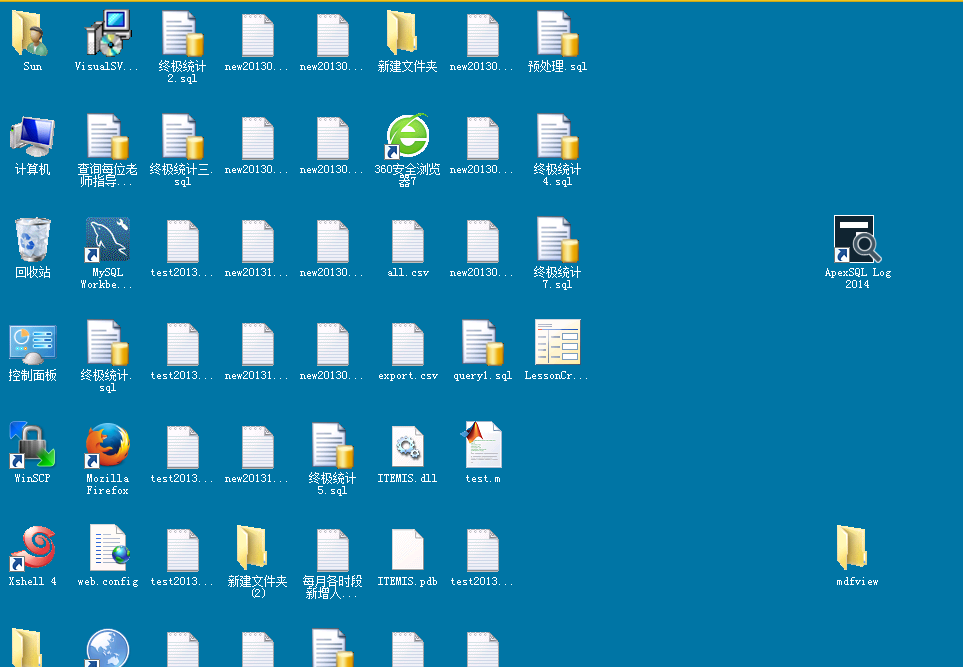 Sun
VisualSV...
终极统计
2.sql
new20130...
new20130...
新建文件夹
new20130...
预处理.sql
计算机
查询每位老
师指导...
终极统计三.
sql
new20130...
new20130...
360安全浏览
器7
new20130...
终极统计
4.sql
回收站
MySQL
Workbe...
test2013...
new20131...
new20130...
all.csv
new20130...
终极统计
7.sql
ApexSQL Log
2014
控制面板
终极统计.
sql
test2013...
new20131...
new20130...
export.csv
query1.sql
LessonCr...
WinSCP
Mozilla
Firefox
test2013...
new20131...
终极统计
5.sql
ITEMIS.dll
test.m
Xshell 4
web.config
test2013...
新建文件夹
(2)
每月各时段
新增入...
ITEMIS.pdb
test2013...
mdfview